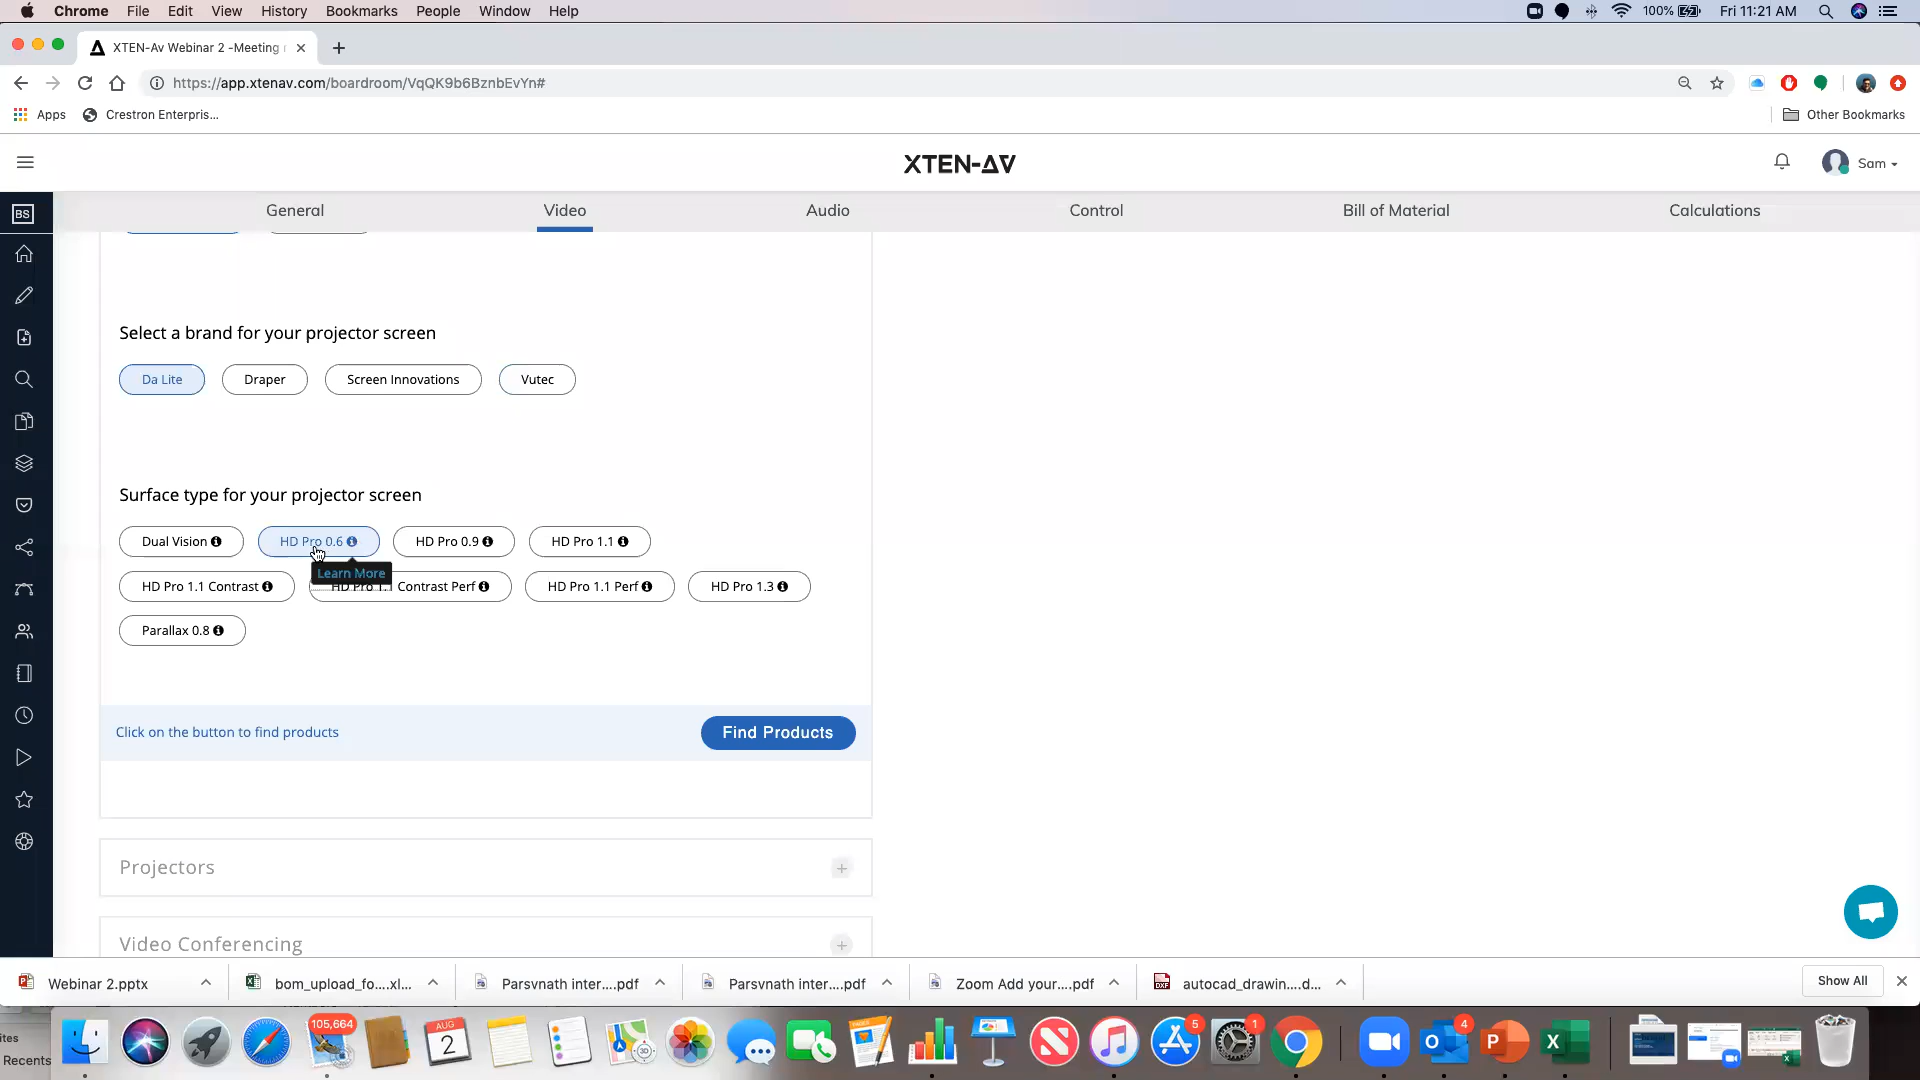 Chrome File Edit View History Bookmarks People Window Help 100% Fri 11:21 AM
XTEN-Av Webinar 2 -Meeting
https://app.xtenav.com/boardroom/VqQK9b6BznbEvYn#
Apps Crestron Enterpris... Other Bookmarks
XTEN-AV Sam
BS General Video Audio Control Bill of Material Calculations
Select a brand for your projector screen
Da Lite Draper Screen Innovations Vutec
Surface type for your projector screen
Dual Vision HD Pro 0.6 HD Pro 0.9 HD Pro 1.1
Learn More
HD Pro 1.1 Contrast HD Pro 1.1 Contrast Perf HD Pro 1.1 Perf HD Pro 1.3
Parallax 0.8
Click on the button to find products Find Products
Projectors
Video Conferencing
Webinar 2.pptx bom_upload_fo....xl... Parsvnath inter....pdf Parsvnath inter....pdf Zoom Add your....pdf autocad_drawin....d... Show All
105,664 AUG 2 5 1 4
ites
Recents